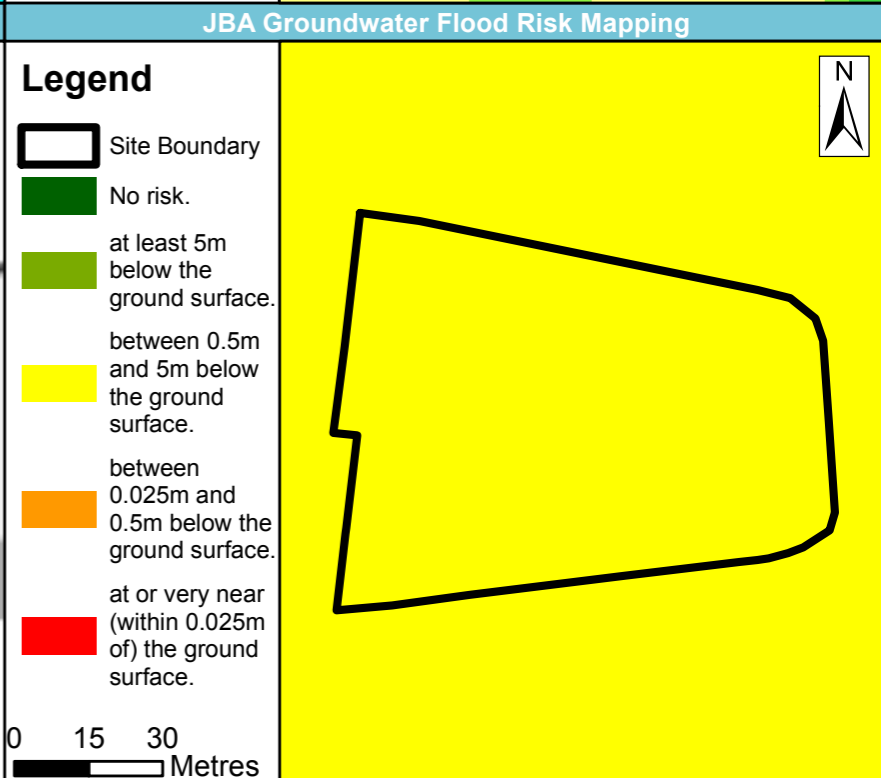 JBA Groundwater Flood Risk Mapping
Legend
Site Boundary
No risk.
at least 5m
below the
ground surface.
between 0.5m
and 5m below
the ground
surface.
between
0.025m and
0.5m below the
ground surface.
at or very near
(within 0.025m
of) the ground
surface.
0 15 30
Metres
N